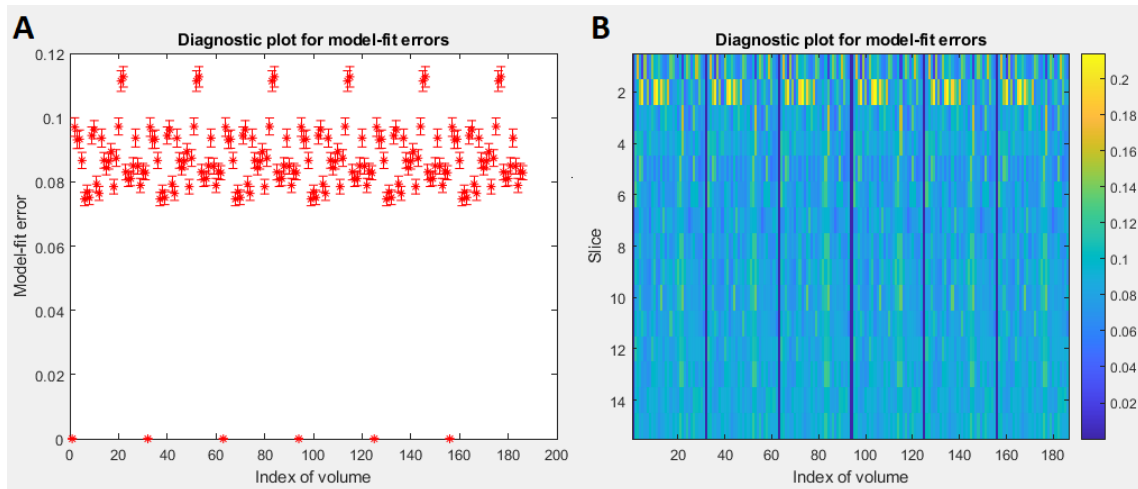 A
Diagnostic plot for model-fit errors
0.12
0.1
0.08
0.06
0.04
0.02
0
Model-fit error
0 20 40 60 80 100 120 140 160 180 200
Index of volume
B
Diagnostic plot for model-fit errors
2
4
6
8
10
12
14
Slice
20 40 60 80 100 120 140 160 180
Index of volume
0.2
0.18
0.16
0.14
0.12
0.1
0.08
0.06
0.04
0.02